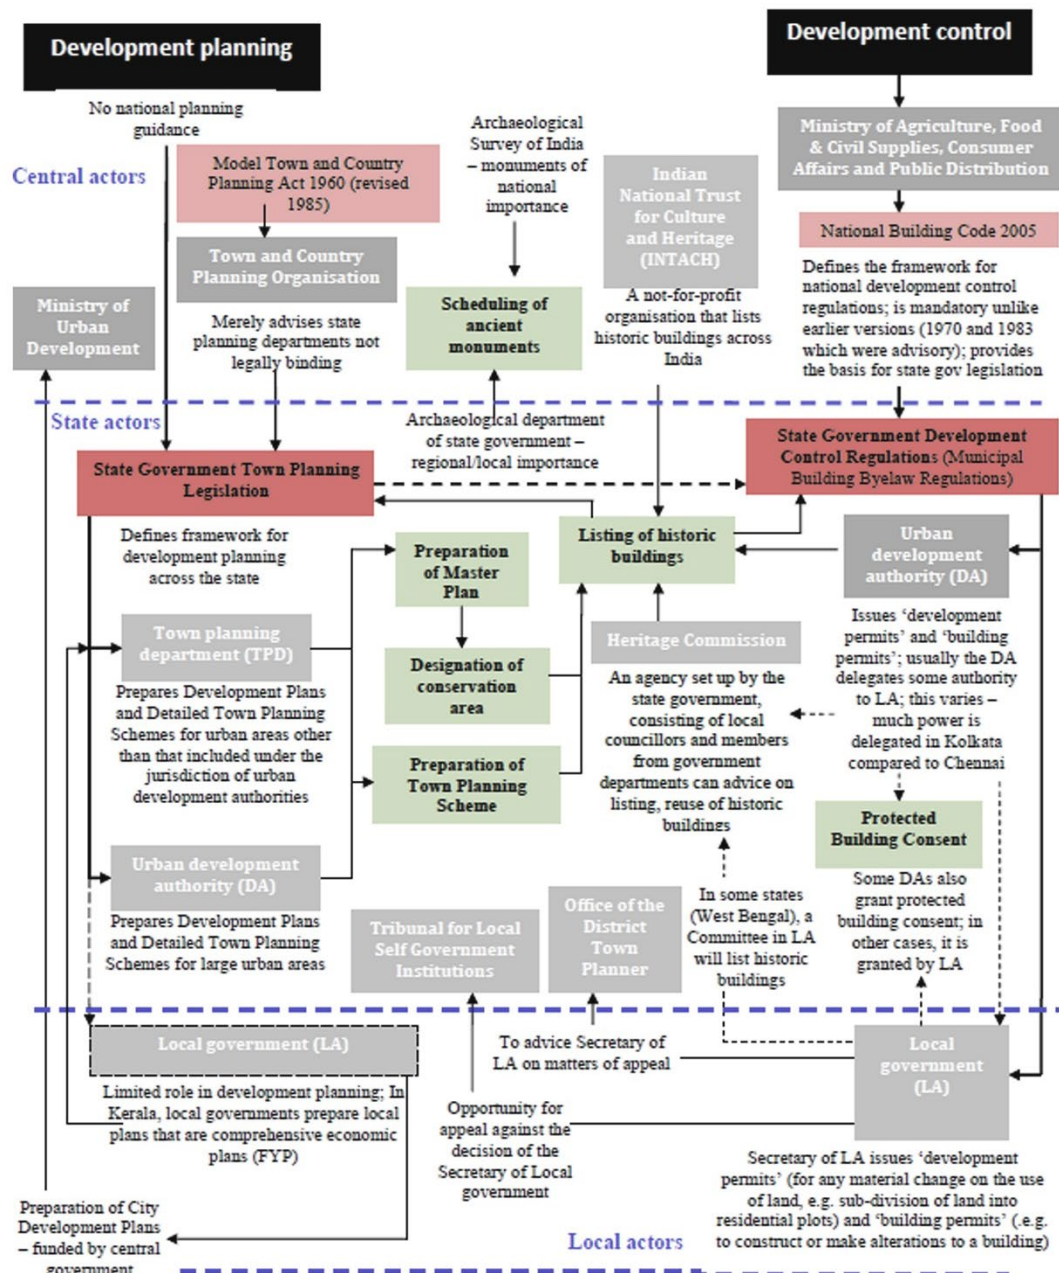 Development planning
Development control
No national planning
guidance
Central actors
Model Town and Country
Planning Act 1960 (revised
1985)
Town and Country
Planning Organisation
Merely advises state
planning departments not
legally binding
Ministry of
Urban
Development
Archaeological
Survey of India
– monuments of
national
importance
Scheduling of
ancient
monuments
Indian
National Trust
for Culture
and Heritage
(INTACH)
A not-for-profit
organisation that lists
historic buildings across
India
Ministry of Agriculture, Food
& Civil Supplies, Consumer
Affairs and Public Distribution
National Building Code 2005
Defines the framework for
national development control
regulations; is mandatory unlike
earlier versions (1970 and 1983
which were advisory); provides
the basis for state gov legislation
State actors
Archaeological department
of state government –
regional/local importance
State Government Town Planning
Legislation
State Government Development
Control Regulations (Municipal
Building Byelaw Regulations)
Defines framework for
development planning
across the state
Preparation
of Master
Plan
Listing of historic
buildings
Urban
development
authority (DA)
Town planning
department (TPD)
Prepares Development Plans
and Detailed Town Planning
Schemes for urban areas other
than that included under the
jurisdiction of urban
development authorities
Designation of
conservation
area
Preparation of
Town Planning
Scheme
Heritage Commission
An agency set up by the
state government,
consisting of local
councillors and members
from government
departments can advice on
listing, reuse of historic
buildings
Issues ‘development
permits’ and ‘building
permits’; usually the DA
delegates some authority
to LA; this varies –
much power is
delegated in Kolkata
compared to Chennai
Protected
Building Consent
Some DAs also
grant protected
building consent; in
other cases, it is
granted by LA
Urban development
authority (DA)
Prepares Development Plans
and Detailed Town Planning
Schemes for large urban areas
Tribunal for Local
Self Government
Institutions
Office of the
District
Town
Planner
In some states
(West Bengal), a
Committee in LA
will list historic
buildings
Local government (LA)
Limited role in development planning; In
Kerala, local governments prepare local
plans that are comprehensive economic
plans (FYP)
To advice Secretary of
LA on matters of appeal
Local
government
(LA)
Opportunity for
appeal against the
decision of the
Secretary of Local
government
Secretary of LA issues ‘development
permits’ (for any material change on the use
of land, e.g. sub-division of land into
residential plots) and ‘building permits’ (.e.g.
to construct or make alterations to a building)
Preparation of City
Development Plans
– funded by central
government
Local actors